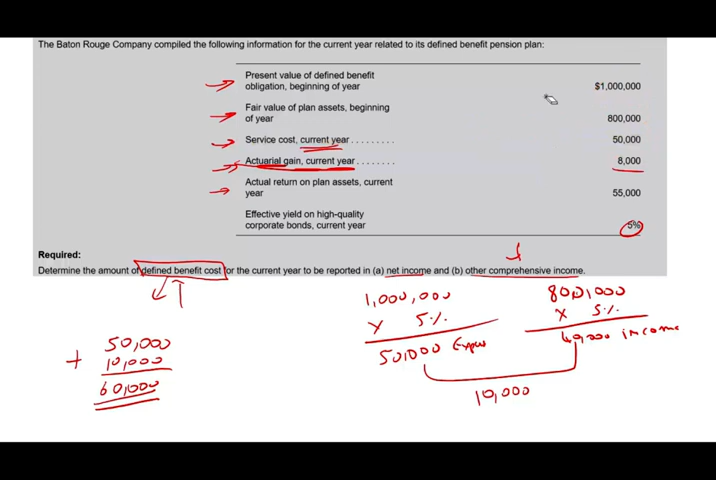 The Baton Rouge Company compiled the following information for the current year related to its defined benefit pension plan:
Present value of defined benefit
obligation, beginning of year $1,000,000
Fair value of plan assets, beginning
of year 800,000
Service cost, current year . . . . . . . . . 50,000
Actuarial gain, current year . . . . . . . . 8,000
Actual return on plan assets, current
year 55,000
Effective yield on high-quality
corporate bonds, current year 5%
Required:
Determine the amount of defined benefit cost for the current year to be reported in (a) net income and (b) other comprehensive income.
1,000,000 800,000
x 5% x 5%
50,000 40,000 income
10,000
50,000
+ 10,000
60,000